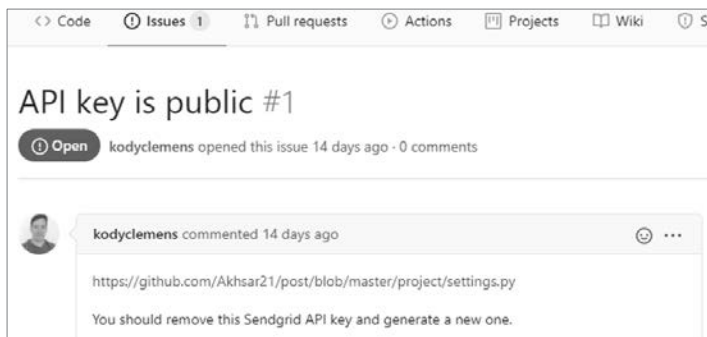 <> Code Issues 1 Pull requests Actions Projects Wiki S
API key is public #1
Open kodyclemens opened this issue 14 days ago · 0 comments
kodyclemens commented 14 days ago
https://github.com/Akhsar21/post/blob/master/project/settings.py
You should remove this Sendgrid API key and generate a new one.